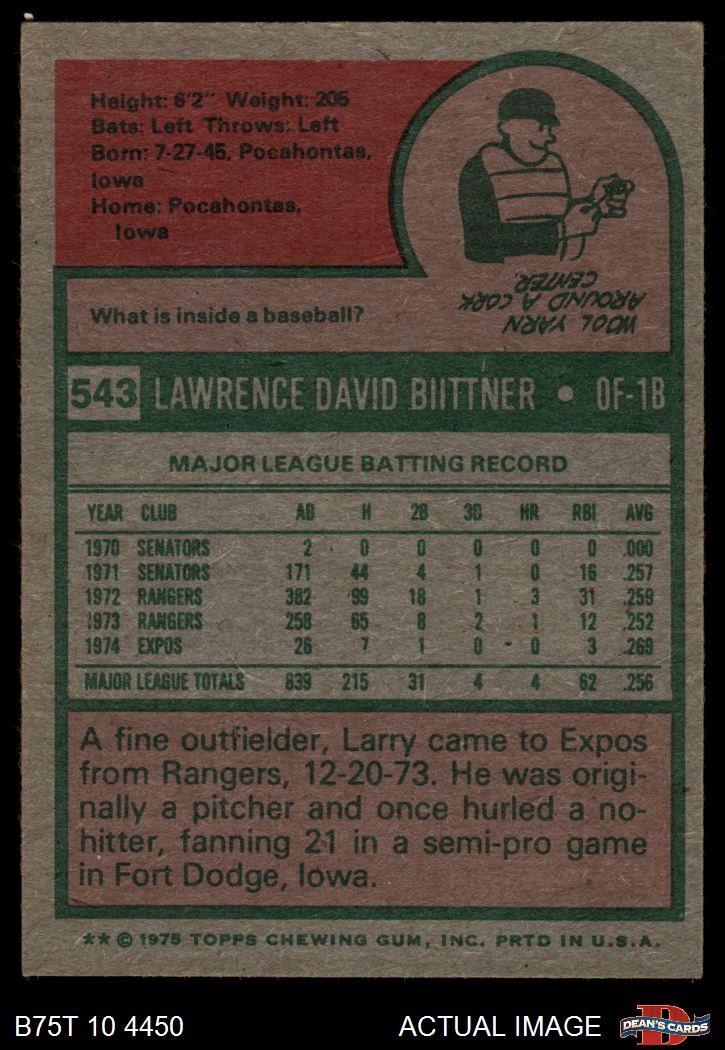 Height: 6'2" Weight: 205
Bats: Left Throws: Left
Born: 7-27-45, Pocahontas,
Iowa
Home: Pocahontas,
Iowa
What is inside a baseball?
WOOL YARN
AROUND A CORK
CENTER.
543 LAWRENCE DAVID BIITTNER • OF-1B
MAJOR LEAGUE BATTING RECORD
YEAR CLUB AB H 2B 3B HR RBI AVG
1970 SENATORS 2 0 0 0 0 0 .000
1971 SENATORS 171 44 4 1 0 16 .257
1972 RANGERS 382 99 18 1 3 31 .259
1973 RANGERS 258 65 8 2 1 12 .252
1974 EXPOS 26 7 1 0 0 3 .269
MAJOR LEAGUE TOTALS 839 215 31 4 4 62 .256
A fine outfielder, Larry came to Expos
from Rangers, 12-20-73. He was origi-
nally a pitcher and once hurled a no-
hitter, fanning 21 in a semi-pro game
in Fort Dodge, Iowa.
** © 1975 TOPPS CHEWING GUM, INC. PRTD IN U.S.A.
B75T 10 4450 ACTUAL IMAGE D DEAN'S CARDS